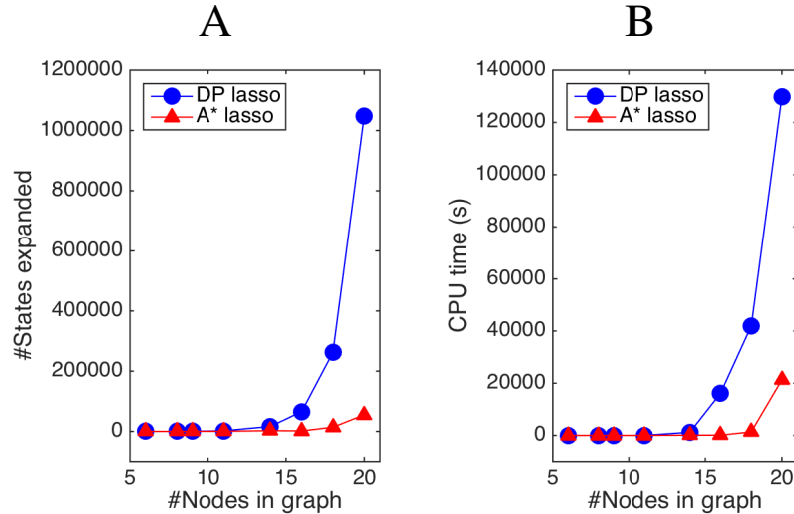 A
1200000
1000000
800000
600000
400000
200000
0
#States expanded
DP lasso
A* lasso
5
10
15
20
#Nodes in graph
B
140000
120000
100000
80000
60000
40000
20000
0
CPU time (s)
DP lasso
A* lasso
5
10
15
20
#Nodes in graph